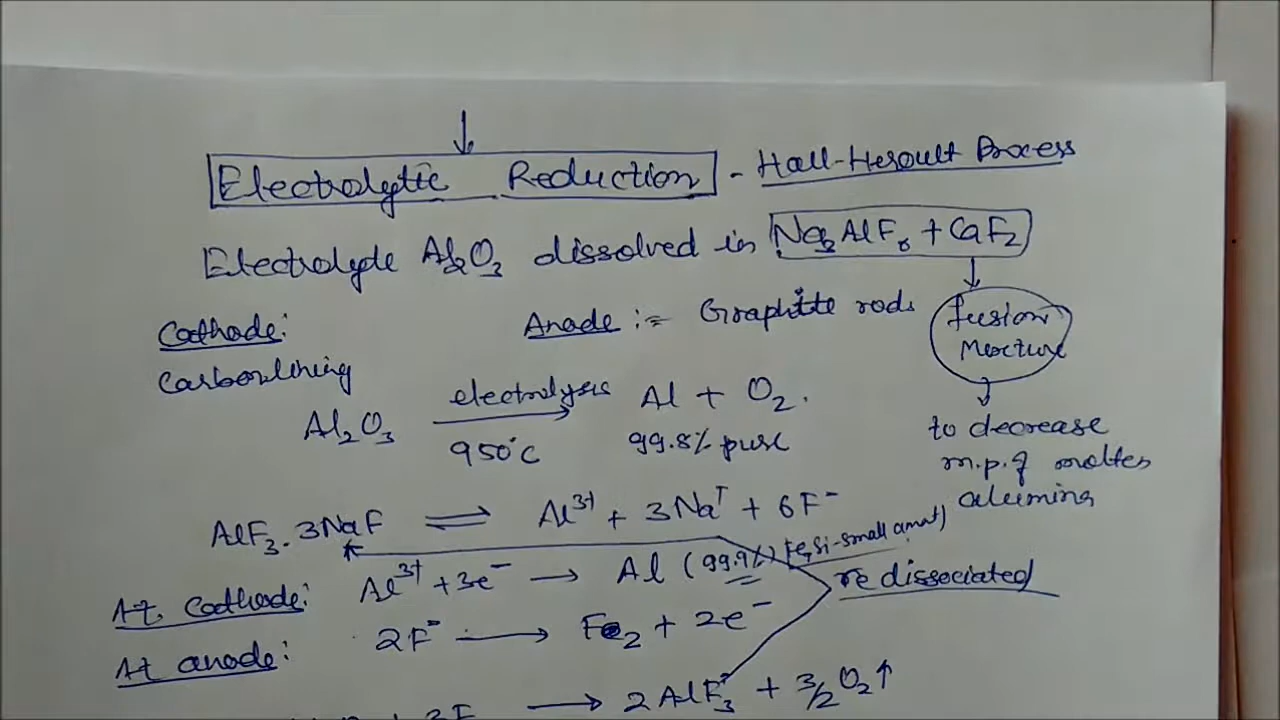 Electrolytic Reduction - Hall-Heroult Process
Electrolyte Al2O3 dissolved in Na3AlF6 + CaF2
Cathode:
Carbon lining
Anode := Graphite rods
fusion
Mixture
Al2O3 electrolysis 950°C → Al + O2.
99.8% pure
to decrease
m.p. of molten
alumina
AlF3. 3NaF ⇌ Al3+ + 3Na+ + 6F-
At cathode: Al3+ + 3e- → Al (99.9%) Fe, Si-small amnt)
re dissociated
At anode: 2F- → F2 + 2e-
→ 2AlF3 + 3/2 O2 ↑